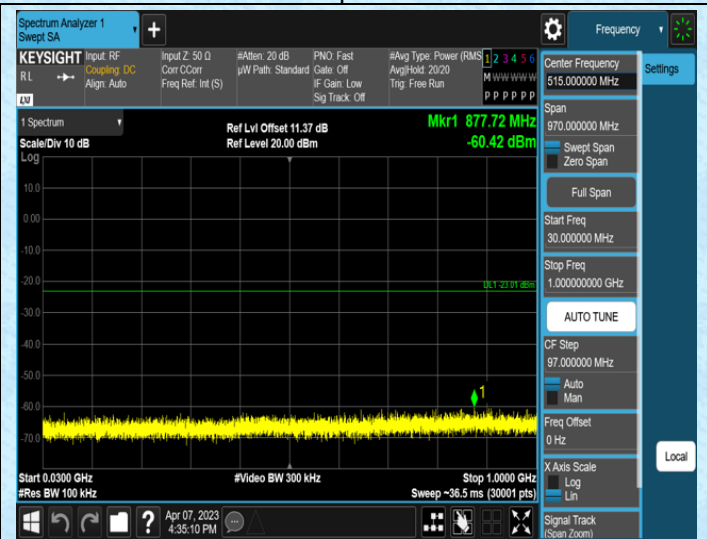 Spectrum Analyzer 1
Swept SA
+
Frequency
KEYSIGHT
RL
LXI
Input: RF
Coupling: DC
Align: Auto
Input Z: 50 Ω
Corr CCorr
Freq Ref: Int (S)
#Atten: 20 dB
µW Path: Standard
PNO: Fast
Gate: Off
IF Gain: Low
Sig Track: Off
#Avg Type: Power (RMS
Avg|Hold: 20/20
Trig: Free Run
1 2 3 4 5 6
M W W W W W
P P P P P P
1 Spectrum
Scale/Div 10 dB
Log
Ref Lvl Offset 11.37 dB
Ref Level 20.00 dBm
Mkr1 877.72 MHz
-60.42 dBm
10.0
0.00
-10.0
-20.0
DL1 -23.01 dBm
-30.0
-40.0
-50.0
1
-60.0
-70.0
Start 0.0300 GHz
#Res BW 100 kHz
#Video BW 300 kHz
Stop 1.0000 GHz
Sweep ~36.5 ms (30001 pts)
?
Apr 07, 2023
4:35:10 PM
Center Frequency
515.000000 MHz
Span
970.000000 MHz
Swept Span
Zero Span
Full Span
Start Freq
30.000000 MHz
Stop Freq
1.000000000 GHz
AUTO TUNE
CF Step
97.000000 MHz
Auto
Man
Freq Offset
0 Hz
X Axis Scale
Log
Lin
Signal Track
(Span Zoom)
Settings
Local